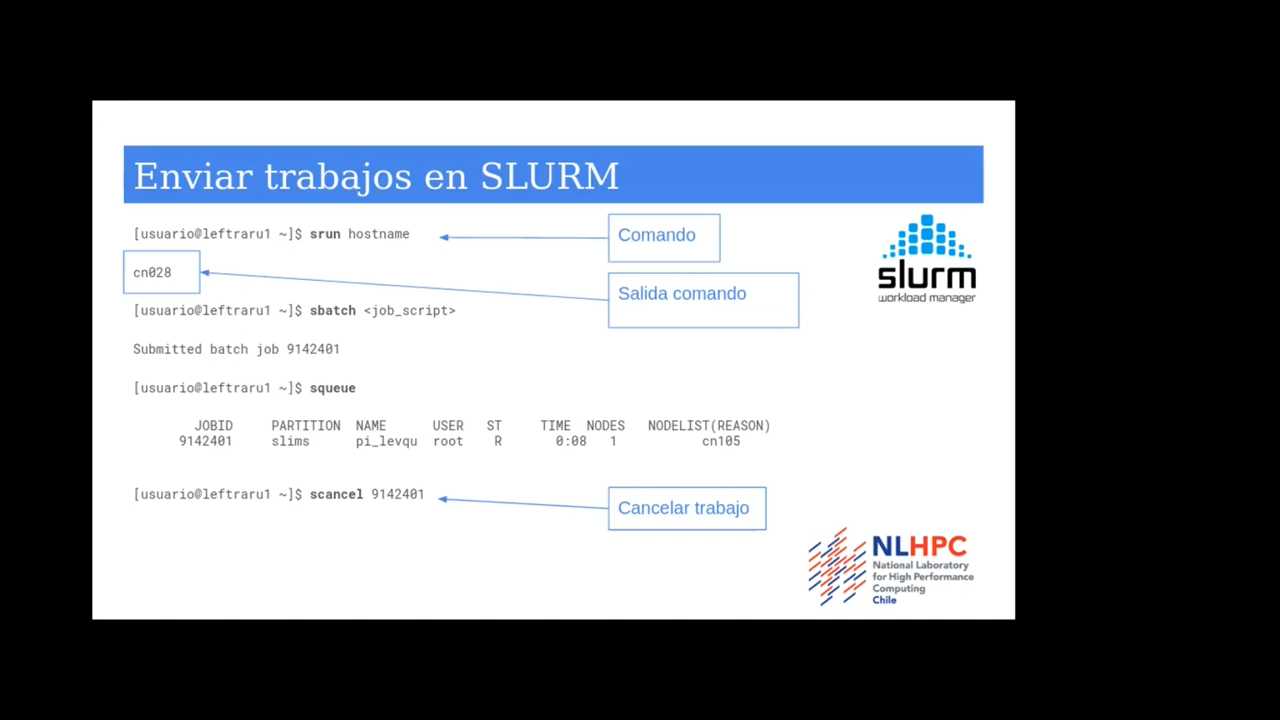 Enviar trabajos en SLURM
[usuario@leftraru1 ~]$ srun hostname
Comando
cn028
Salida comando
[usuario@leftraru1 ~]$ sbatch <job_script>
Submitted batch job 9142401
[usuario@leftraru1 ~]$ squeue
JOBID PARTITION NAME USER ST TIME NODES NODELIST(REASON)
9142401 slims pi_levqu root R 0:08 1 cn105
[usuario@leftraru1 ~]$ scancel 9142401
Cancelar trabajo
slurm
workload manager
NLHPC
National Laboratory
for High Performance
Computing
Chile